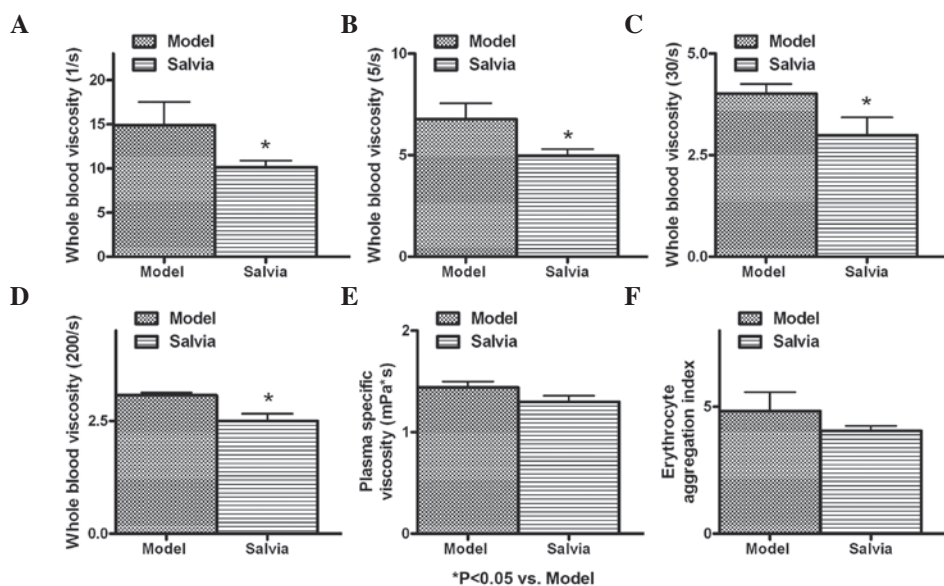 A
Model
Salvia
Whole blood viscosity (1/s)
20
15
10
5
0
*
Model Salvia
B
Model
Salvia
Whole blood viscosity (5/s)
10
5
0
*
Model Salvia
C
Model
Salvia
Whole blood viscosity (30/s)
5.0
2.5
0.0
*
Model Salvia
D
Model
Salvia
Whole blood viscosity (200/s)
2.5
0.0
*
Model Salvia
E
Model
Salvia
Plasma specific
viscosity (mPa*s)
2
1
0
Model Salvia
F
Model
Salvia
Erythrocyte
aggregation index
5
0
Model Salvia
*P<0.05 vs. Model